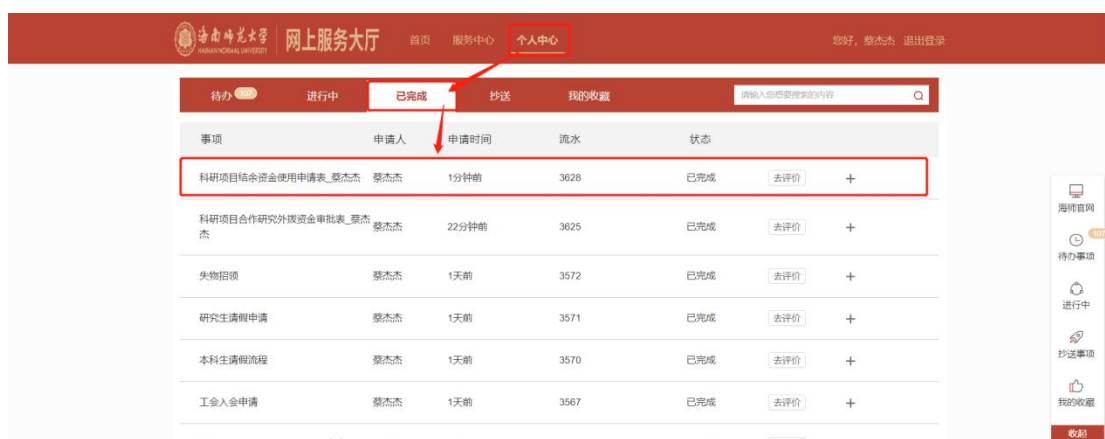 海南师范大学 网上服务大厅 首页 服务中心 个人中心 您好，蔡杰杰 退出登录
HAINAN NORMAL UNIVERSITY
待办 107 进行中 已完成 抄送 我的收藏 请输入您想要搜索的内容
事项 申请人 申请时间 流水 状态
科研项目结余资金使用申请表_蔡杰杰 蔡杰杰 1分钟前 3628 已完成 去评价 +
科研项目合作研究外拨资金审批表_蔡杰
杰 蔡杰杰 22分钟前 3625 已完成 去评价 +
失物招领 蔡杰杰 1天前 3572 已完成 去评价 +
研究生请假申请 蔡杰杰 1天前 3571 已完成 去评价 +
本科生请假流程 蔡杰杰 1天前 3570 已完成 去评价 +
工会入会申请 蔡杰杰 1天前 3567 已完成 去评价 +
海师官网
107
待办事项
进行中
抄送事项
我的收藏
收起